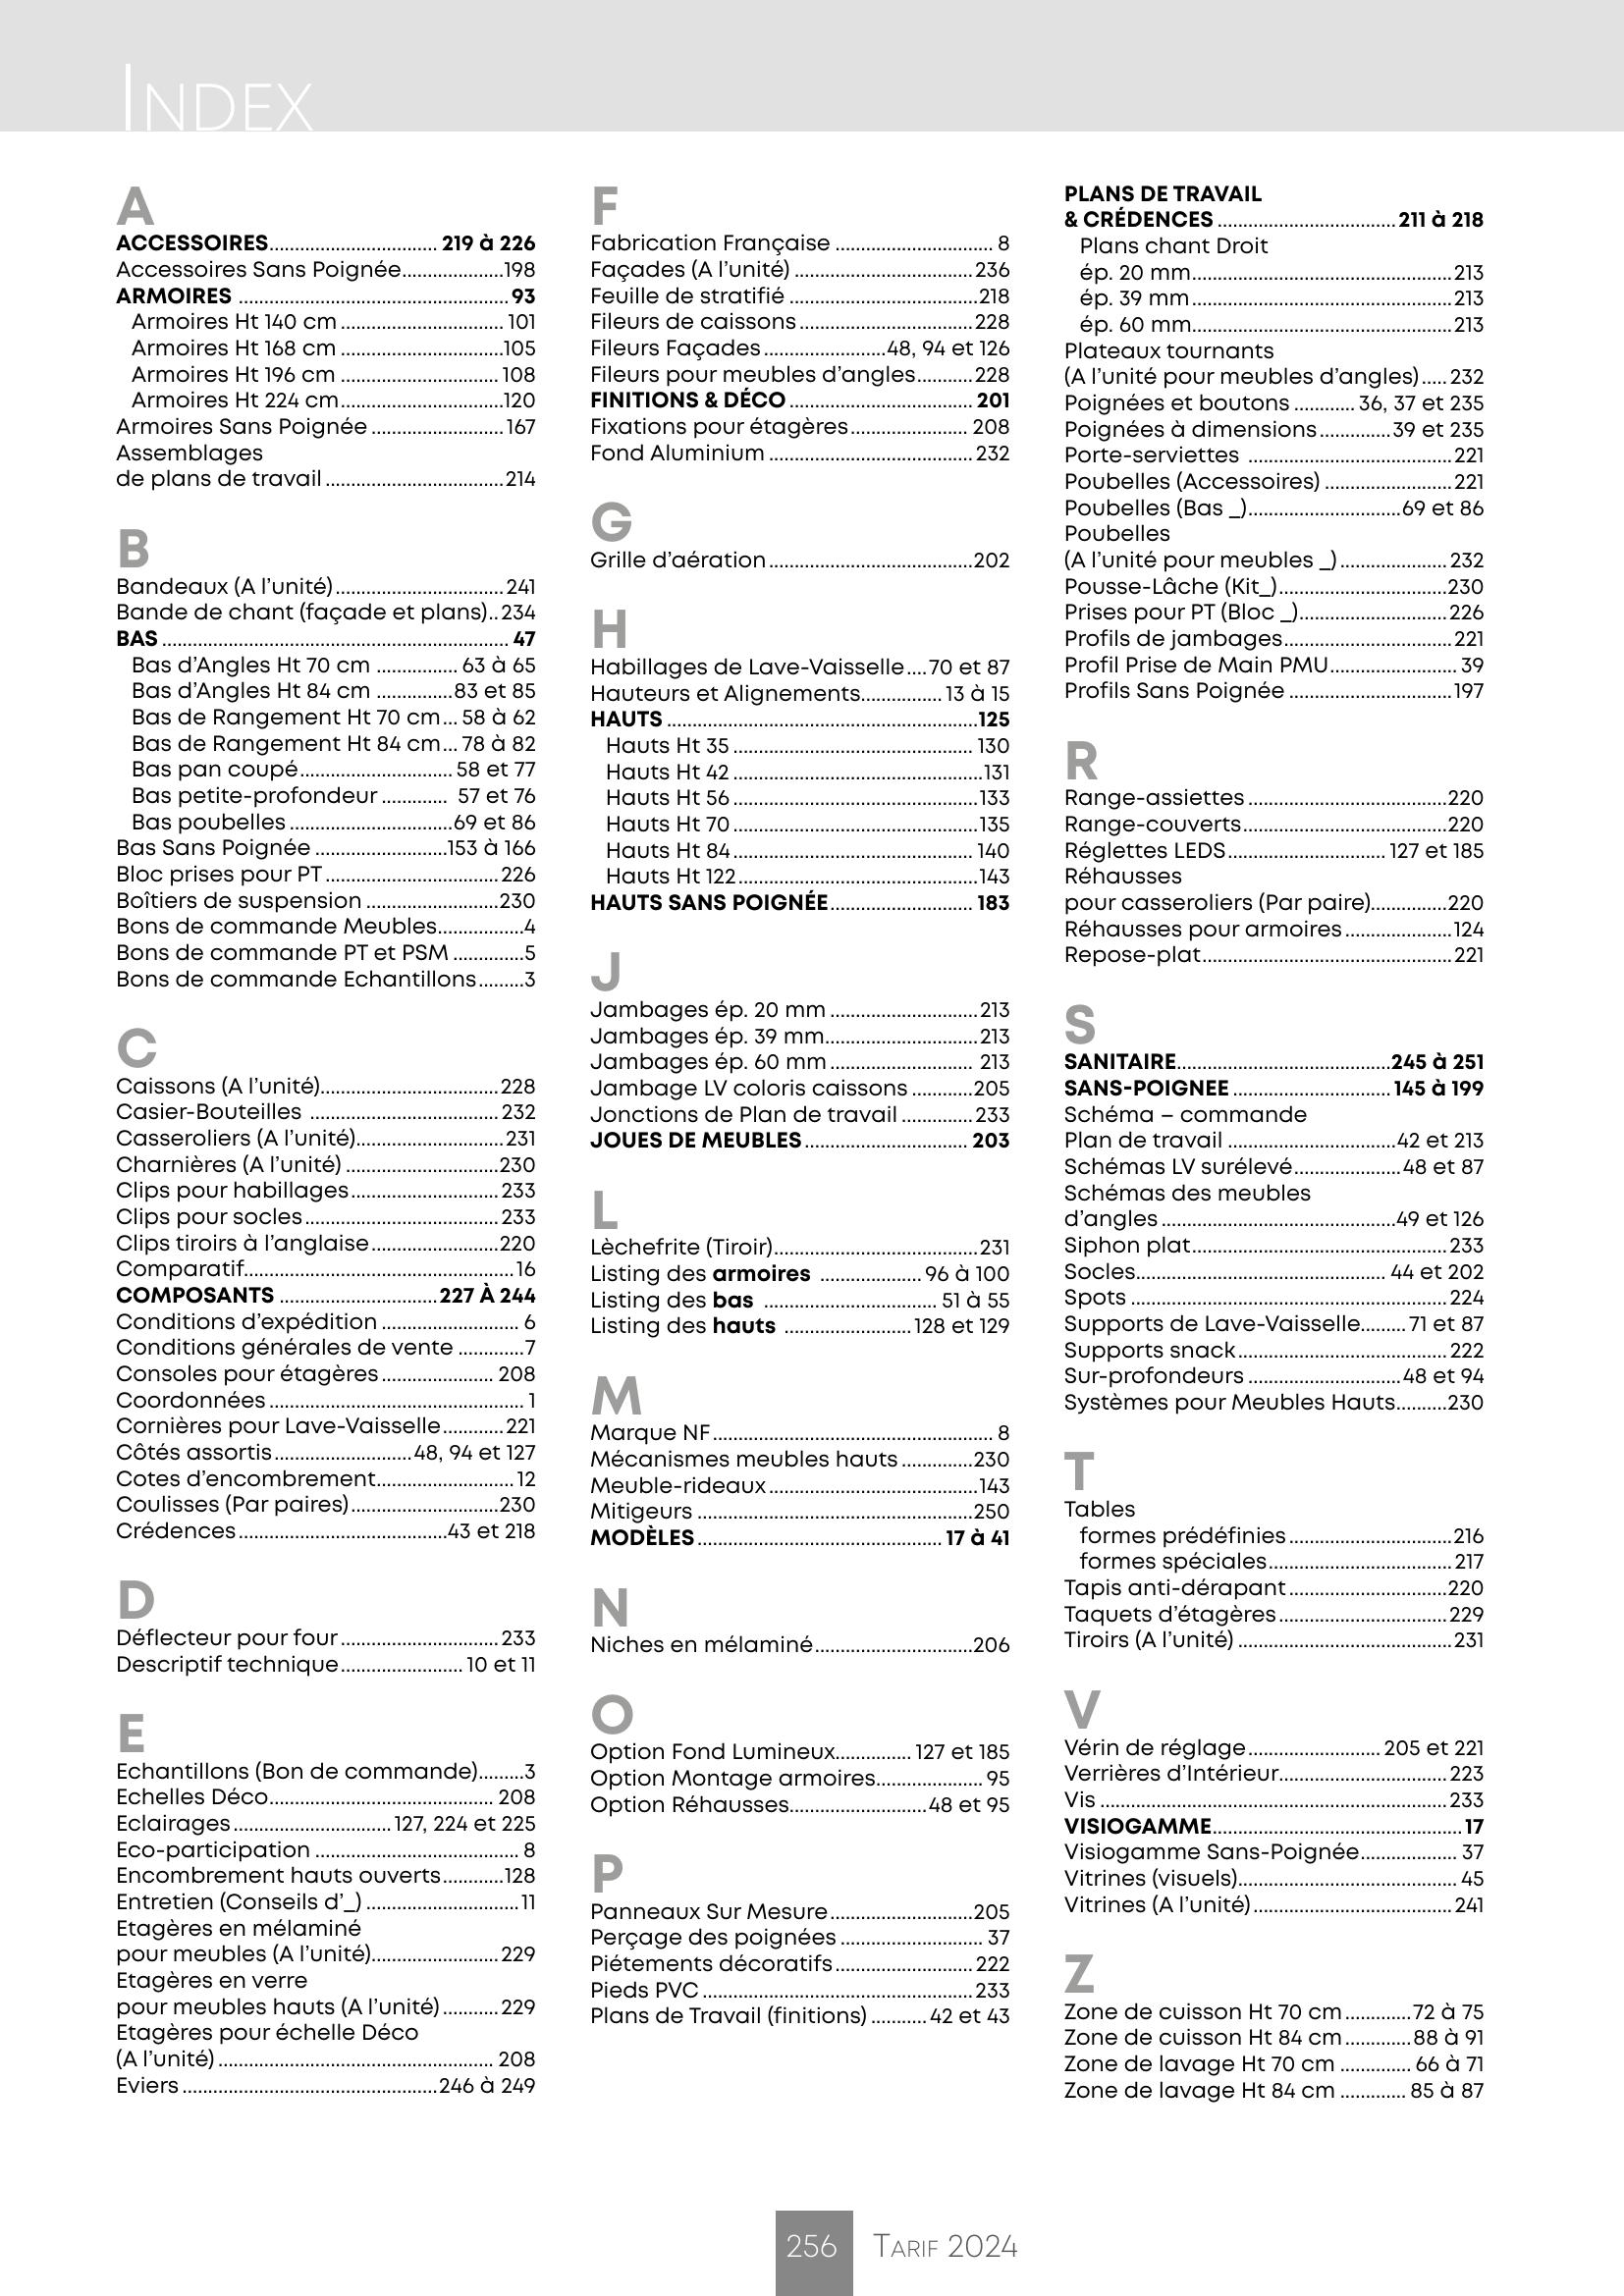 INDEX
A
ACCESSOIRES................................. 219 à 226
Accessoires Sans Poignée....................198
ARMOIRES .....................................................93
Armoires Ht 140 cm................................ 101
Armoires Ht 168 cm................................105
Armoires Ht 196 cm ............................... 108
Armoires Ht 224 cm................................120
Armoires Sans Poignée..........................167
Assemblages
de plans de travail...................................214
B
Bandeaux (A l’unité).................................241
Bande de chant (façade et plans)..234
BAS.................................................................... 47
Bas d’Angles Ht 70 cm ................ 63 à 65
Bas d’Angles Ht 84 cm ...............83 et 85
Bas de Rangement Ht 70 cm... 58 à 62
Bas de Rangement Ht 84 cm... 78 à 82
Bas pan coupé.............................. 58 et 77
Bas petite-profondeur ............. 57 et 76
Bas poubelles................................69 et 86
Bas Sans Poignée..........................153 à 166
Bloc prises pour PT..................................226
Boîtiers de suspension ..........................230
Bons de commande Meubles.................4
Bons de commande PT et PSM ..............5
Bons de commande Echantillons.........3
C
Caissons (A l’unité)...................................228
Casier-Bouteilles .....................................232
Casseroliers (A l’unité).............................231
Charnières (A l’unité)..............................230
Clips pour habillages.............................233
Clips pour socles......................................233
Clips tiroirs à l’anglaise.........................220
Comparatif.....................................................16
COMPOSANTS...............................227 À 244
Conditions d’expédition........................... 6
Conditions générales de vente .............7
Consoles pour étagères...................... 208
Coordonnées.................................................. 1
Cornières pour Lave-Vaisselle............221
Côtés assortis...........................48, 94 et 127
Cotes d’encombrement...........................12
Coulisses (Par paires).............................230
Crédences.........................................43 et 218
D
Déflecteur pour four...............................233
Descriptif technique........................ 10 et 11
E
Echantillons (Bon de commande).........3
Echelles Déco............................................ 208
Eclairages............................... 127, 224 et 225
Eco-participation ........................................ 8
Encombrement hauts ouverts............128
Entretien (Conseils d’_)..............................11
Etagères en mélaminé
pour meubles (A l’unité).........................229
Etagères en verre
pour meubles hauts (A l’unité)...........229
Etagères pour échelle Déco
(A l’unité)...................................................... 208
Eviers..................................................246 à 249
F
Fabrication Française............................... 8
Façades (A l’unité)...................................236
Feuille de stratifié.....................................218
Fileurs de caissons..................................228
Fileurs Façades........................48, 94 et 126
Fileurs pour meubles d’angles...........228
FINITIONS & DÉCO.................................... 201
Fixations pour étagères....................... 208
Fond Aluminium ........................................232
G
Grille d’aération........................................202
H
Habillages de Lave-Vaisselle....70 et 87
Hauteurs et Alignements................ 13 à 15
HAUTS.............................................................125
Hauts Ht 35............................................... 130
Hauts Ht 42.................................................131
Hauts Ht 56................................................133
Hauts Ht 70................................................135
Hauts Ht 84............................................... 140
Hauts Ht 122...............................................143
HAUTS SANS POIGNÉE............................ 183
J
Jambages ép. 20 mm.............................213
Jambages ép. 39 mm..............................213
Jambages ép. 60 mm............................ 213
Jambage LV coloris caissons ............205
Jonctions de Plan de travail..............233
JOUES DE MEUBLES................................ 203
L
Lèchefrite (Tiroir)........................................231
Listing des armoires .................... 96 à 100
Listing des bas .................................. 51 à 55
Listing des hauts .........................128 et 129
M
Marque NF....................................................... 8
Mécanismes meubles hauts..............230
Meuble-rideaux.........................................143
Mitigeurs ......................................................250
MODÈLES................................................ 17 à 41
N
Niches en mélaminé...............................206
O
Option Fond Lumineux............... 127 et 185
Option Montage armoires..................... 95
Option Réhausses...........................48 et 95
P
Panneaux Sur Mesure............................205
Perçage des poignées............................ 37
Piétements décoratifs...........................222
Pieds PVC.....................................................233
Plans de Travail (finitions)...........42 et 43
PLANS DE TRAVAIL
& CRÉDENCES...................................211 à 218
Plans chant Droit
ép. 20 mm...................................................213
ép. 39 mm...................................................213
ép. 60 mm...................................................213
Plateaux tournants
(A l’unité pour meubles d’angles).....232
Poignées et boutons............ 36, 37 et 235
Poignées à dimensions..............39 et 235
Porte-serviettes ........................................221
Poubelles (Accessoires).........................221
Poubelles (Bas _)..............................69 et 86
Poubelles
(A l’unité pour meubles _).....................232
Pousse-Lâche (Kit_).................................230
Prises pour PT (Bloc _).............................226
Profils de jambages.................................221
Profil Prise de Main PMU......................... 39
Profils Sans Poignée................................197
R
Range-assiettes.......................................220
Range-couverts........................................220
Réglettes LEDS............................... 127 et 185
Réhausses
pour casseroliers (Par paire)...............220
Réhausses pour armoires.....................124
Repose-plat.................................................221
S
SANITAIRE..........................................245 à 251
SANS-POIGNEE............................... 145 à 199
Schéma – commande
Plan de travail .................................42 et 213
Schémas LV surélevé.....................48 et 87
Schémas des meubles
d’angles..............................................49 et 126
Siphon plat..................................................233
Socles................................................. 44 et 202
Spots..............................................................224
Supports de Lave-Vaisselle......... 71 et 87
Supports snack.........................................222
Sur-profondeurs..............................48 et 94
Systèmes pour Meubles Hauts..........230
T
Tables
formes prédéfinies................................216
formes spéciales....................................217
Tapis anti-dérapant...............................220
Taquets d’étagères.................................229
Tiroirs (A l’unité)..........................................231
V
Vérin de réglage.......................... 205 et 221
Verrières d’Intérieur.................................223
Vis....................................................................233
VISIOGAMME.................................................17
Visiogamme Sans-Poignée................... 37
Vitrines (visuels)........................................... 45
Vitrines (A l’unité).......................................241
Z
Zone de cuisson Ht 70 cm.............72 à 75
Zone de cuisson Ht 84 cm.............88 à 91
Zone de lavage Ht 70 cm .............. 66 à 71
Zone de lavage Ht 84 cm ............. 85 à 87
256 TARIF 2024